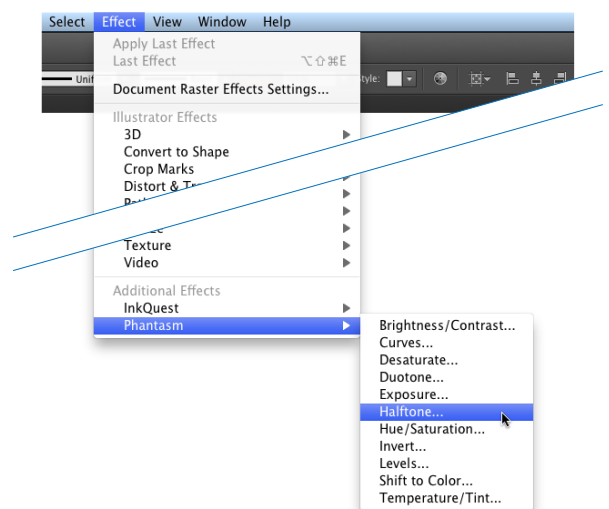 Select Effect View Window Help
Apply Last Effect
Last Effect ⌥⇧⌘E
Style:
Document Raster Effects Settings...
Illustrator Effects
3D
Convert to Shape
Crop Marks
Distort &
Texture
Video
Additional Effects
InkQuest
Phantasm
Brightness/Contrast...
Curves...
Desaturate...
Duotone...
Exposure...
Halftone...
Hue/Saturation...
Invert...
Levels...
Shift to Color...
Temperature/Tint...